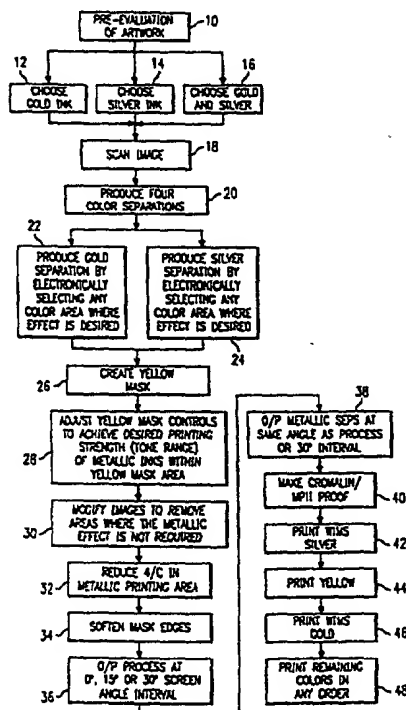 PRE-EVALUATION
OF ARTWORK
10
12
14
16
CHOOSE
GOLD INK
CHOOSE
SILVER INK
CHOOSE GOLD
AND SILVER
SCAN IMAGE
18
PRODUCE FOUR
COLOR SEPARATIONS
20
22
PRODUCE GOLD
SEPARATION BY
ELECTRONICALLY
SELECTING ANY
COLOR AREA WHERE
EFFECT IS DESIRED
PRODUCE SILVER
SEPARATION BY
ELECTRONICALLY
SELECTING ANY
COLOR AREA WHERE
EFFECT IS DESIRED
24
26
CREATE YELLOW
MASK
28
ADJUST YELLOW MASK CONTROLS
TO ACHIEVE DESIRED PRINTING
STRENGTH (TONE RANGE)
OF METALLIC INKS WITHIN
YELLOW MASK AREA
30
MODIFY IMAGES TO REMOVE
AREAS WHERE THE METALLIC
EFFECT IS NOT REQUIRED
32
REDUCE 4/C IN
METALLIC PRINTING AREA
34
SOFTEN MASK EDGES
36
O/P PROCESS AT
0°, 15° OR 30° SCREEN
ANGLE INTERVAL
38
O/P METALLIC SEPS AT
SAME ANGLE AS PROCESS
OR 30° INTERVAL
MAKE CROMALIN/
MPII PROOF
40
PRINT WIMS
SILVER
42
PRINT YELLOW
44
PRINT WIMS
GOLD
46
PRINT REMAINING
COLORS IN
ANY ORDER
48